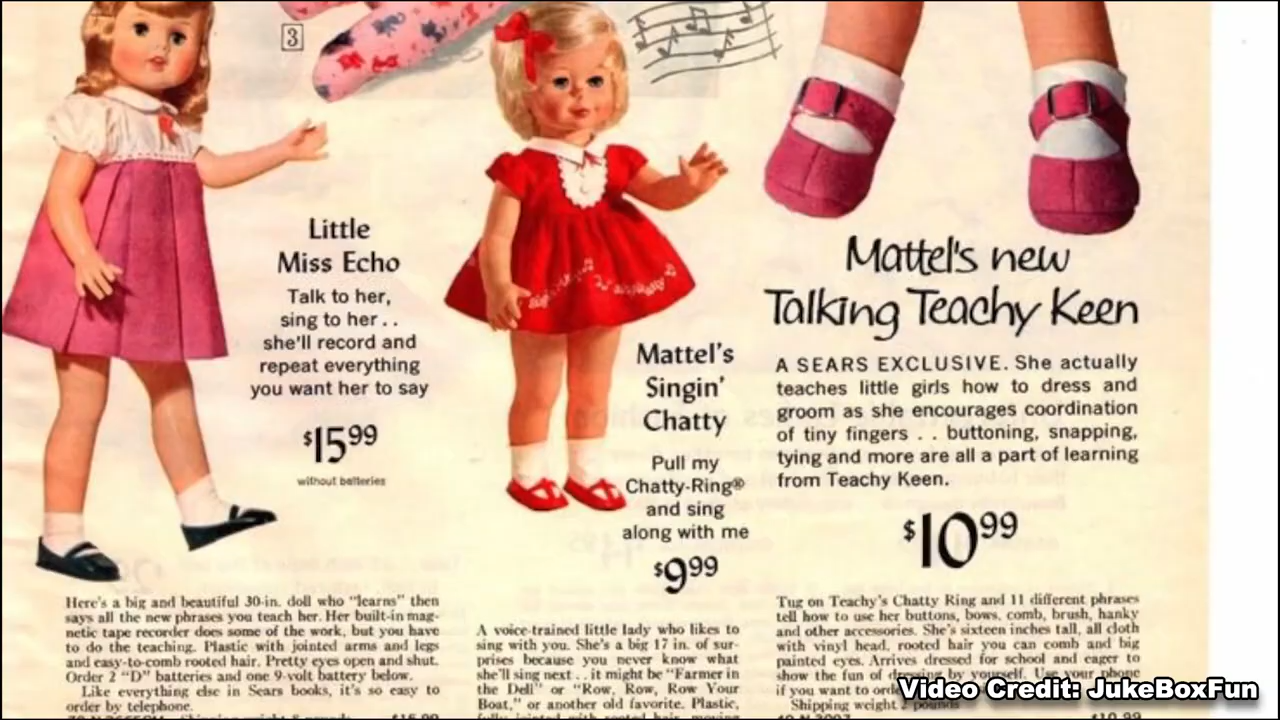 3
Little
Miss Echo
Talk to her,
sing to her . .
she'll record and
repeat everything
you want her to say
$15.99
without batteries
Here's a big and beautiful 30-in. doll who "learns" then
says all the new phrases you teach her. Her built-in mag-
netic tape recorder does some of the work, but you have
to do the teaching. Plastic with jointed arms and legs
and easy-to-comb rooted hair. Pretty eyes open and shut.
Order 2 "D" batteries and one 9-volt battery below.
Like everything else in Sears books, it's so easy to
order by telephone.
Mattel's
Singin'
Chatty
Pull my
Chatty-Ring®
and sing
along with me
$9.99
A voice-trained little lady who likes to
sing with you. She's a big 17 in. of sur-
prises because you never know what
she'll sing next . . it might be "Farmer in
the Dell" or "Row, Row, Row Your
Boat," or another old favorite. Plastic,
Mattel's new
Talking Teachy Keen
A SEARS EXCLUSIVE. She actually
teaches little girls how to dress and
groom as she encourages coordination
of tiny fingers . . buttoning, snapping,
tying and more are all a part of learning
from Teachy Keen.
$10.99
Tug on Teachy's Chatty Ring and 11 different phrases
tell how to use her buttons, bows, comb, brush, hanky
and other accessories. She's sixteen inches tall, all cloth
with vinyl head, rooted hair you can comb and big
painted eyes. Arrives dressed for school and eager to
show the fun of dressing by yourself. Use your phone
if you want to
Shipping weight 2 pounds
Video Credit: JukeBoxFun